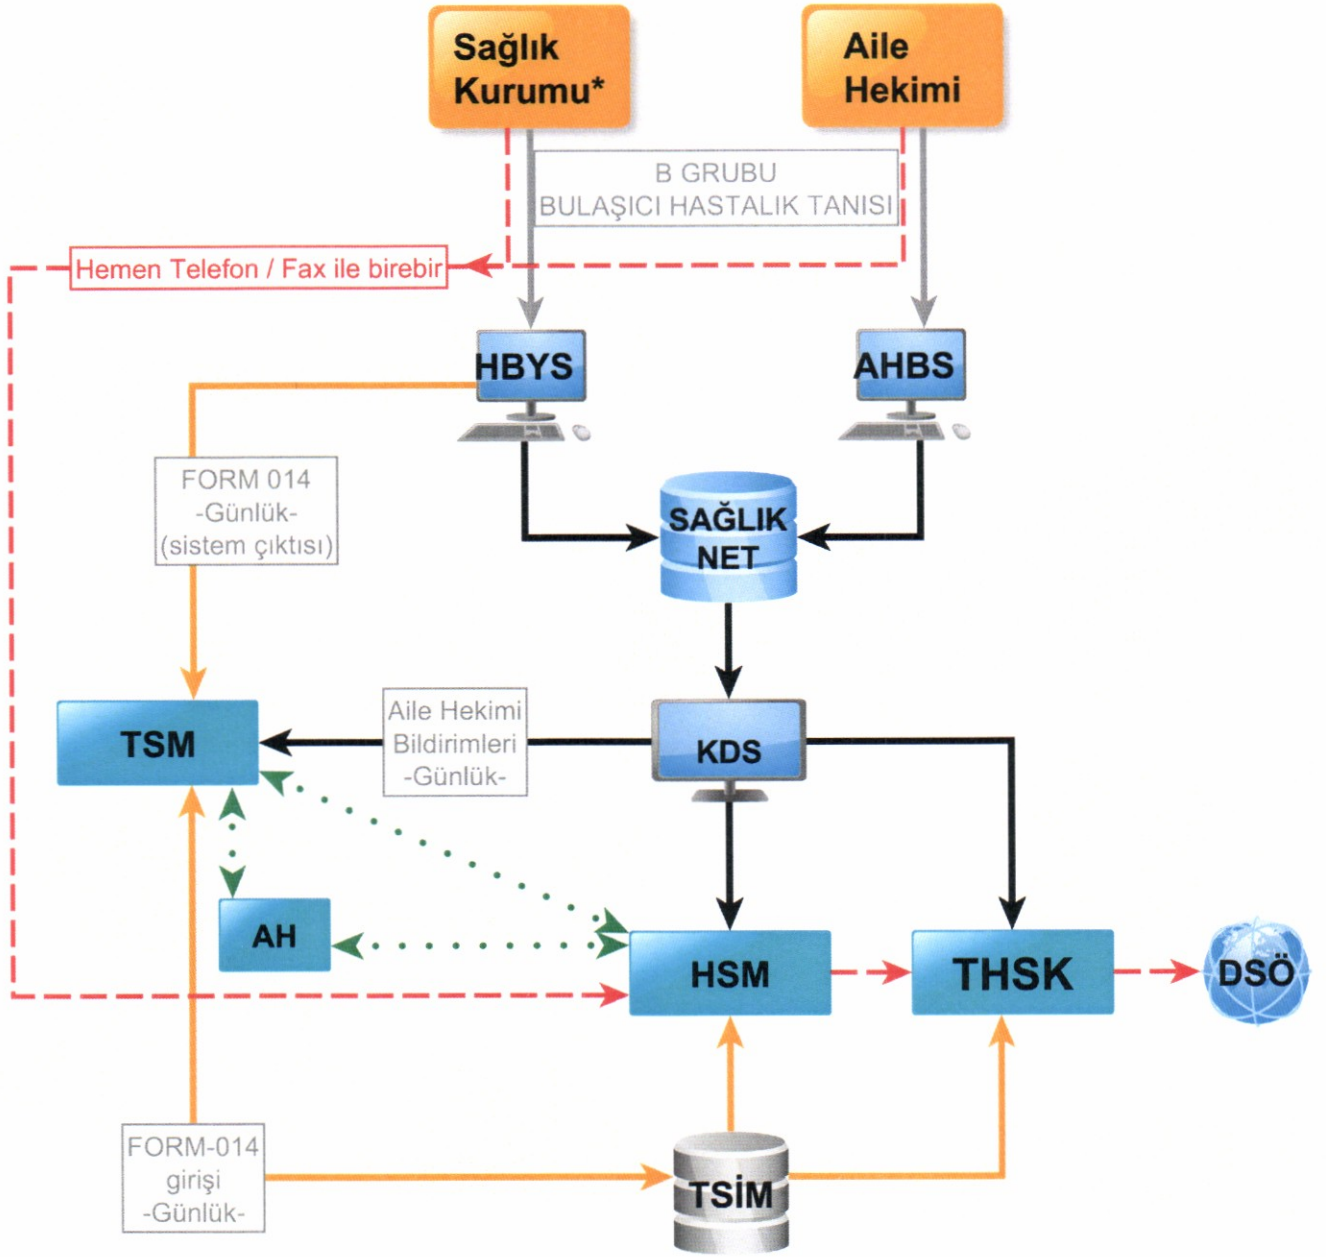 Sağlık
Kurumu*
Aile
Hekimi
B GRUBU
BULAŞICI HASTALIK TANISI
Hemen Telefon / Fax ile birebir
HBYS
AHBS
FORM 014
-Günlük-
(sistem çıktısı)
SAĞLIK
NET
TSM
Aile Hekimi
Bildirimleri
-Günlük-
KDS
AH
HSM
THSK
DSÖ
FORM-014
girişi
-Günlük-
TSİM